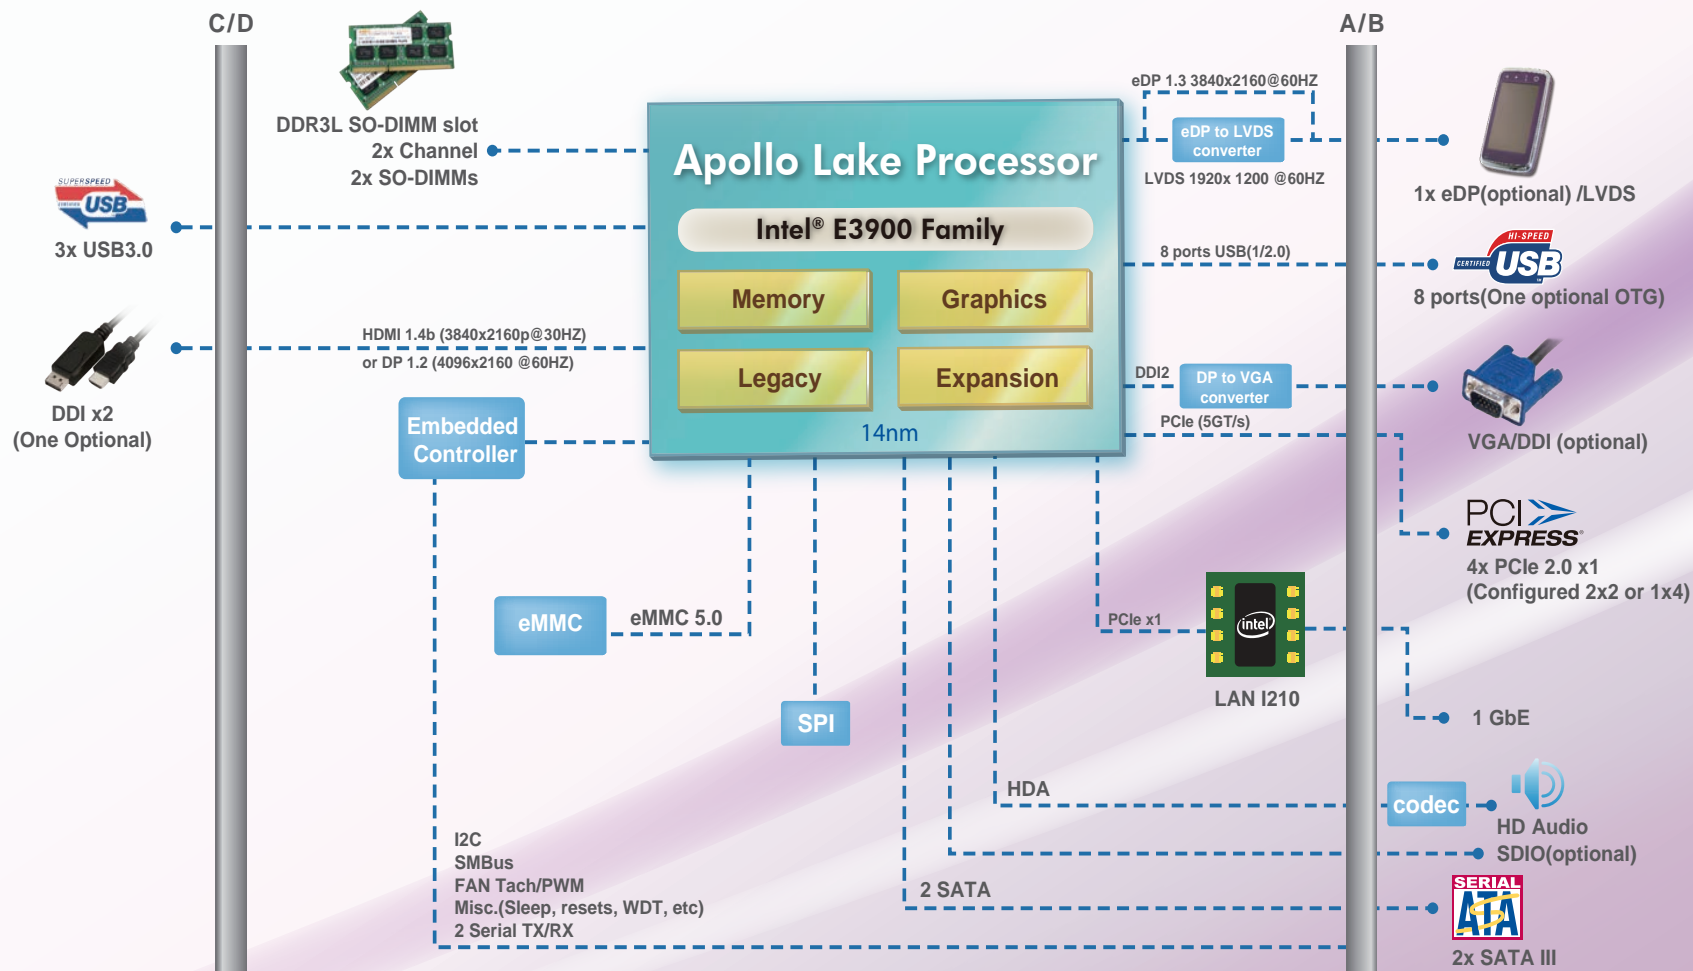 C/D
A/B
DDR3L SO-DIMM slot
2x Channel
2x SO-DIMMs
SUPERSPEED
CERTIFIED
USB
3x USB3.0
HDMI 1.4b (3840x2160p@30HZ)
or DP 1.2 (4096x2160 @60HZ)
DDI x2
(One Optional)
Embedded
Controller
Apollo Lake Processor
Intel® E3900 Family
Memory
Graphics
Legacy
Expansion
14nm
eDP 1.3 3840x2160@60HZ
eDP to LVDS
converter
LVDS 1920x 1200 @60HZ
1x eDP(optional) /LVDS
8 ports USB(1/2.0)
HI-SPEED
CERTIFIED
USB
8 ports(One optional OTG)
DDI2
DP to VGA
converter
VGA/DDI (optional)
PCIe (5GT/s)
PCI
EXPRESS®
4x PCIe 2.0 x1
(Configured 2x2 or 1x4)
eMMC
eMMC 5.0
SPI
PCIe x1
intel
LAN I210
1 GbE
HDA
codec
HD Audio
SDIO(optional)
2 SATA
SERIAL
ATA
2x SATA III
I2C
SMBus
FAN Tach/PWM
Misc.(Sleep, resets, WDT, etc)
2 Serial TX/RX